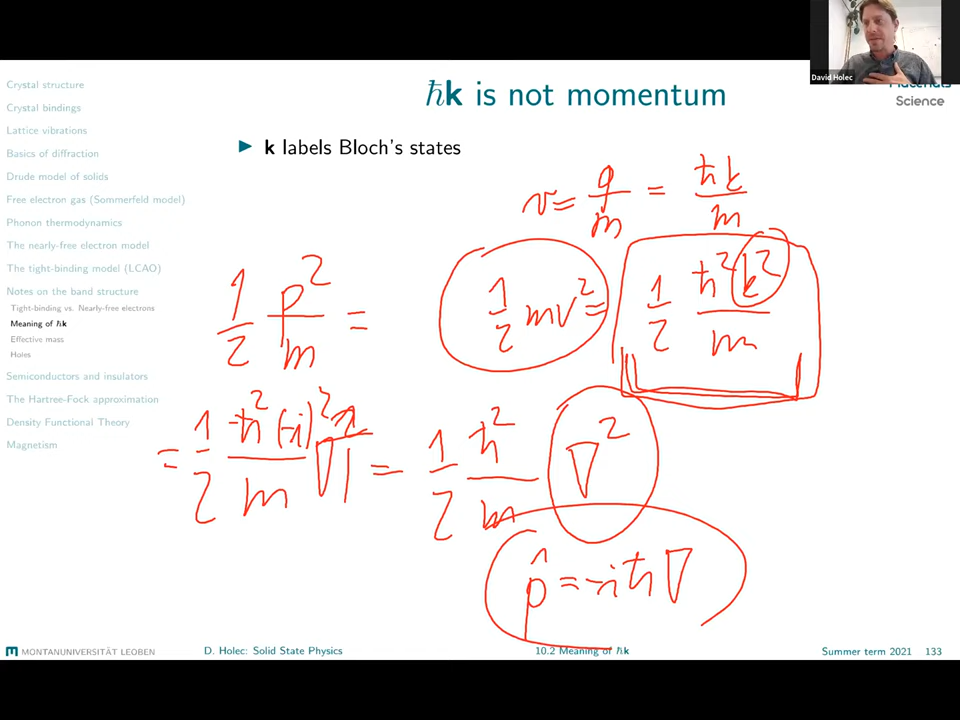 David Holec
Materials
Science
ℏk is not momentum
Crystal structure
Crystal bindings
Lattice vibrations
Basics of diffraction
Drude model of solids
Free electron gas (Sommerfeld model)
Phonon thermodynamics
The nearly-free electron model
The tight-binding model (LCAO)
Notes on the band structure
Tight-binding vs. Nearly-free electrons
Meaning of ℏk
Effective mass
Holes
Semiconductors and insulators
The Hartree-Fock approximation
Density Functional Theory
Magnetism
▶ k labels Bloch's states
v = p/m = ℏk/m
1/2 p²/m = 1/2 mv² = 1/2 ℏ²k²/m
= 1/2 ℏ²(-i)²/m ∇ = 1/2 ℏ²/m ∇²
p̂ = -iℏ∇
MONTANUNIVERSITÄT LEOBEN
D. Holec: Solid State Physics
10.2 Meaning of ℏk
Summer term 2021 133